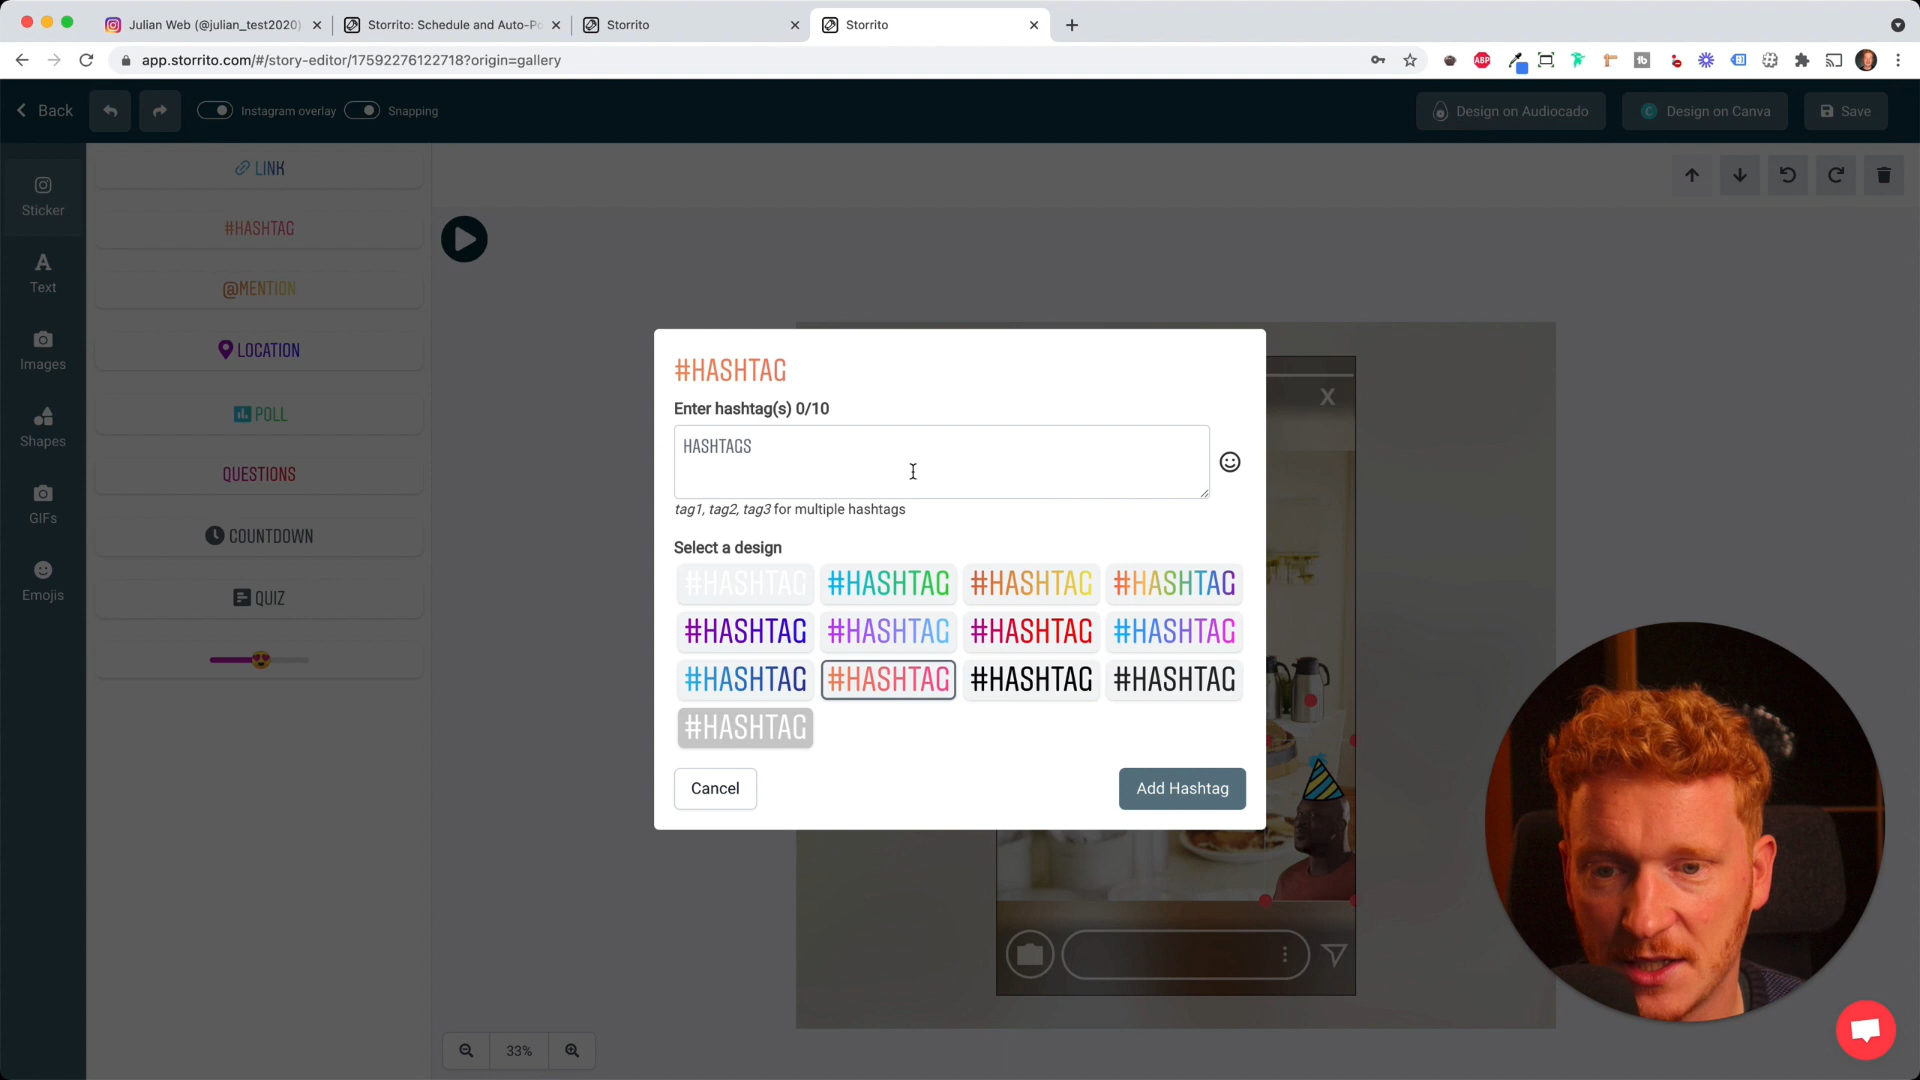 Julian Web (@julian_test2020)
Storrito: Schedule and Auto-Po
Storrito
Storrito
app.storrito.com/#/story-editor/17592276122718?origin=gallery
ABP
Back
Instagram overlay
Snapping
Design on Audiocado
Design on Canva
Save
Sticker
Text
Images
Shapes
GIFs
Emojis
LINK
#HASHTAG
@MENTION
LOCATION
POLL
QUESTIONS
COUNTDOWN
QUIZ
#HASHTAG
Enter hashtag(s) 0/10
HASHTAGS
tag1, tag2, tag3 for multiple hashtags
Select a design
#HASHTAG #HASHTAG #HASHTAG #HASHTAG
#HASHTAG #HASHTAG #HASHTAG #HASHTAG
#HASHTAG #HASHTAG #HASHTAG #HASHTAG
#HASHTAG
Cancel
Add Hashtag
X
33%